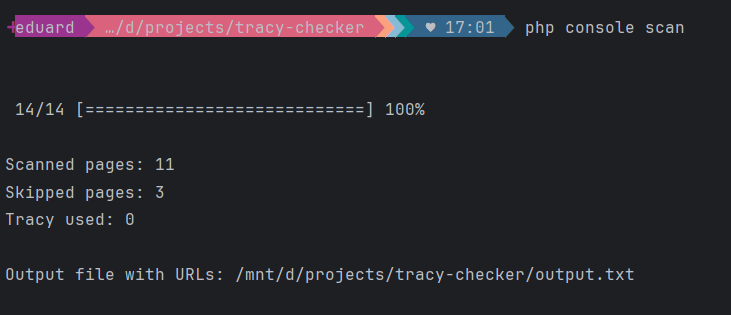 eduard …/d/projects/tracy-checker ♥ 17:01 php console scan
14/14 [============================] 100%
Scanned pages: 11
Skipped pages: 3
Tracy used: 0
Output file with URLs: /mnt/d/projects/tracy-checker/output.txt